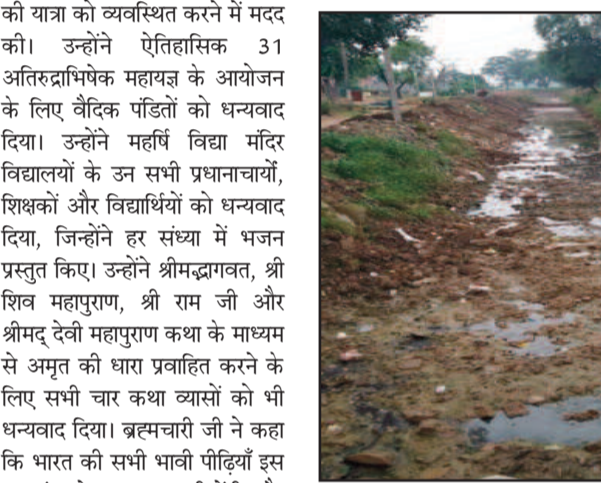 की यात्रा को व्यवस्थित करने में मदद
की। उन्होंने ऐतिहासिक 31
अतिरुद्राभिषेक महायज्ञ के आयोजन
के लिए वैदिक पंडितों को धन्यवाद
दिया। उन्होंने महर्षि विद्या मंदिर
विद्यालयों के उन सभी प्रधानाचार्यों,
शिक्षकों और विद्यार्थियों को धन्यवाद
दिया, जिन्होंने हर संध्या में भजन
प्रस्तुत किए। उन्होंने श्रीमद्भागवत, श्री
शिव महापुराण, श्री राम जी और
श्रीमद् देवी महापुराण कथा के माध्यम
से अमृत की धारा प्रवाहित करने के
लिए सभी चार कथा व्यासों को भी
धन्यवाद दिया। ब्रह्मचारी जी ने कहा
कि भारत की सभी भावी पीढ़ियाँ इस